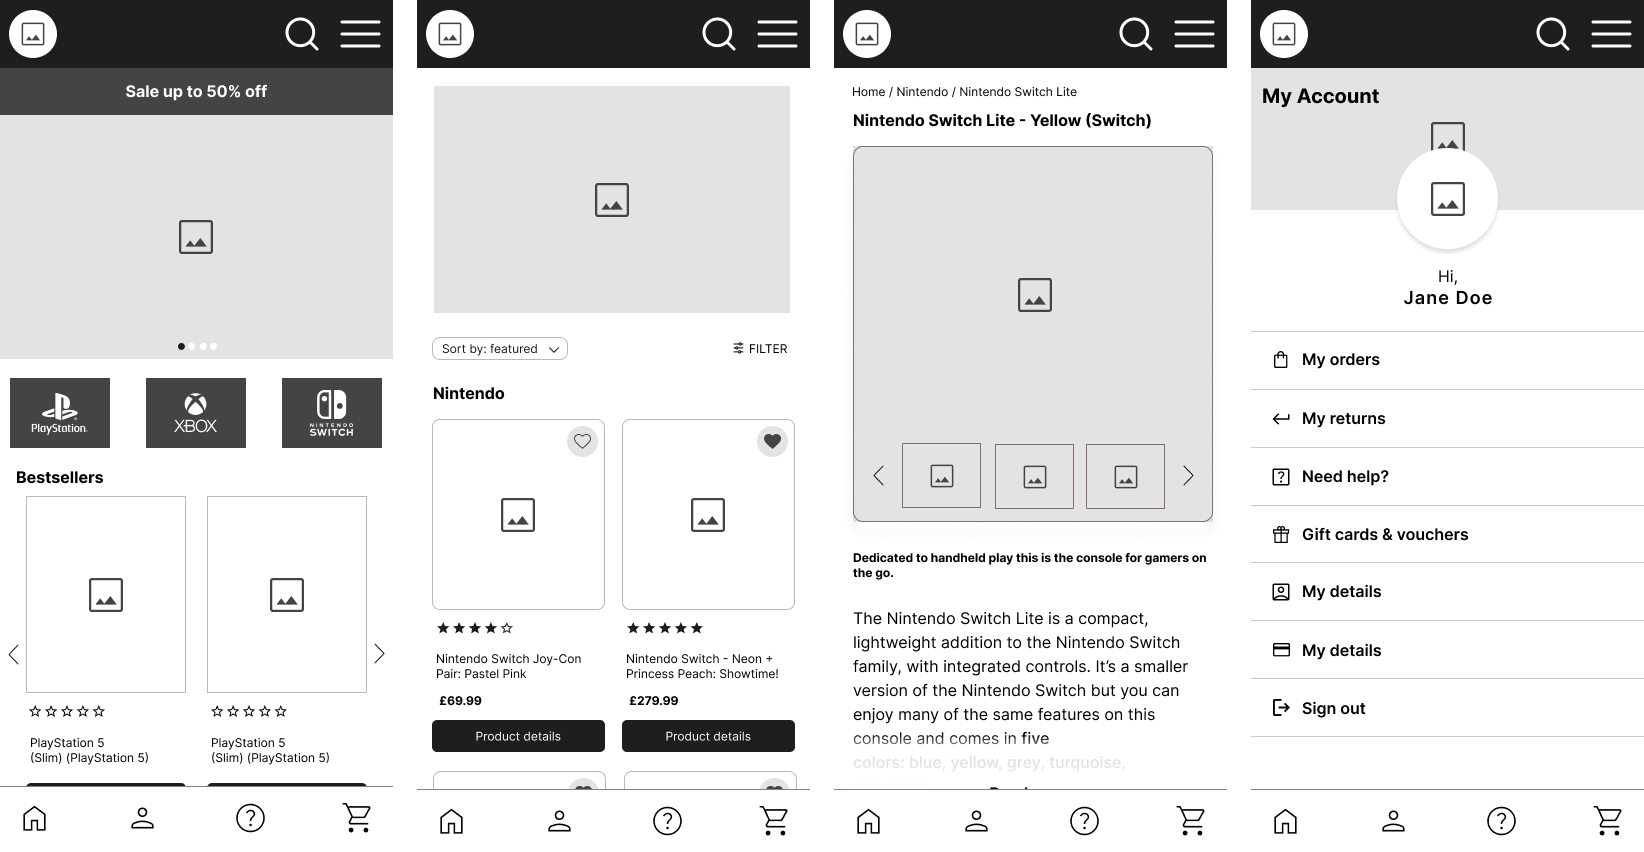 Sale up to 50% off
PlayStation.
XBOX
NINTENDO
SWITCH
Bestsellers
PlayStation 5
(Slim) (PlayStation 5)
PlayStation 5
(Slim) (PlayStation 5)
Sort by: featured
FILTER
Nintendo
Nintendo Switch Joy-Con
Pair: Pastel Pink
£69.99
Product details
Nintendo Switch - Neon +
Princess Peach: Showtime!
£279.99
Product details
Home / Nintendo / Nintendo Switch Lite
Nintendo Switch Lite - Yellow (Switch)
Dedicated to handheld play this is the console for gamers on
the go.
The Nintendo Switch Lite is a compact,
lightweight addition to the Nintendo Switch
family, with integrated controls. It’s a smaller
version of the Nintendo Switch but you can
enjoy many of the same features on this
console and comes in five
colors: blue, yellow, grey, turquoise,
My Account
Hi,
Jane Doe
My orders
My returns
Need help?
Gift cards & vouchers
My details
My details
Sign out